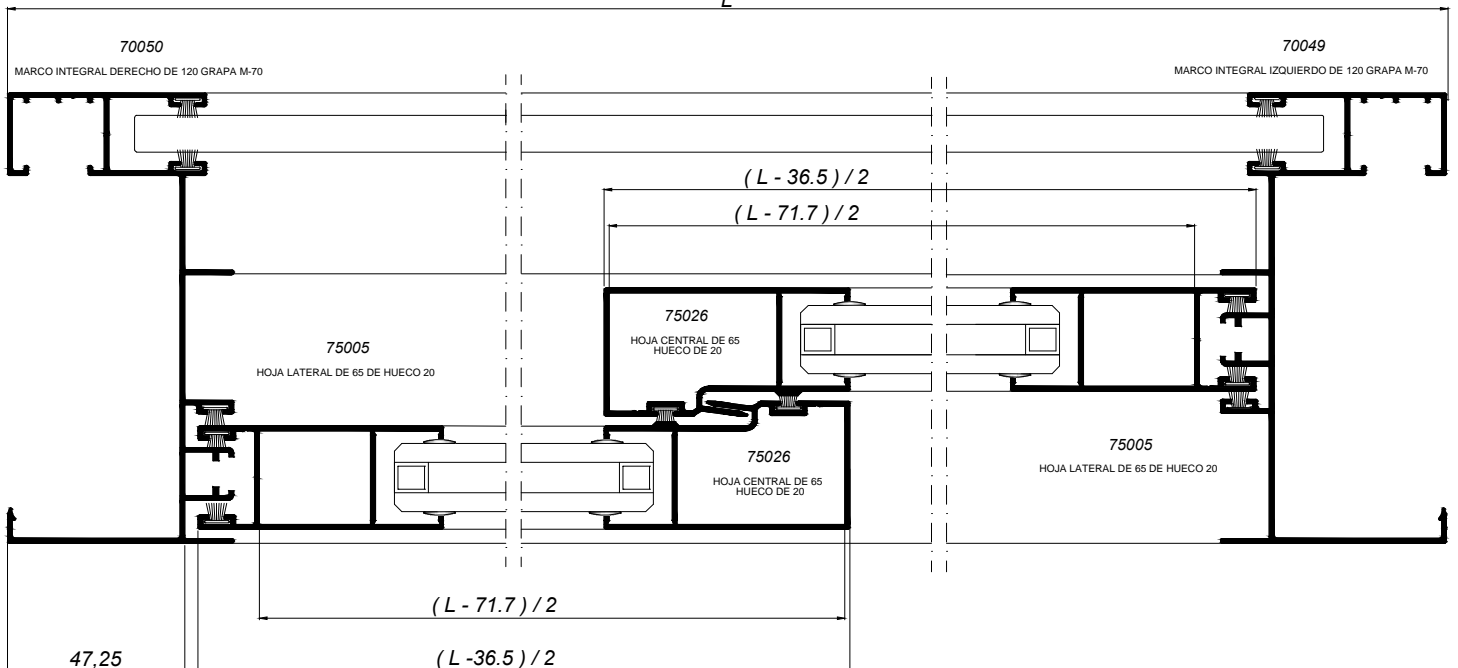 L
70050
MARCO INTEGRAL DERECHO DE 120 GRAPA M-70
70049
MARCO INTEGRAL IZQUIERDO DE 120 GRAPA M-70
( L - 36.5 ) / 2
( L - 71.7 ) / 2
75026
HOJA CENTRAL DE 65
HUECO DE 20
75005
HOJA LATERAL DE 65 DE HUECO 20
75026
HOJA CENTRAL DE 65
HUECO DE 20
75005
HOJA LATERAL DE 65 DE HUECO 20
( L - 71.7 ) / 2
47,25
( L -36.5 ) / 2